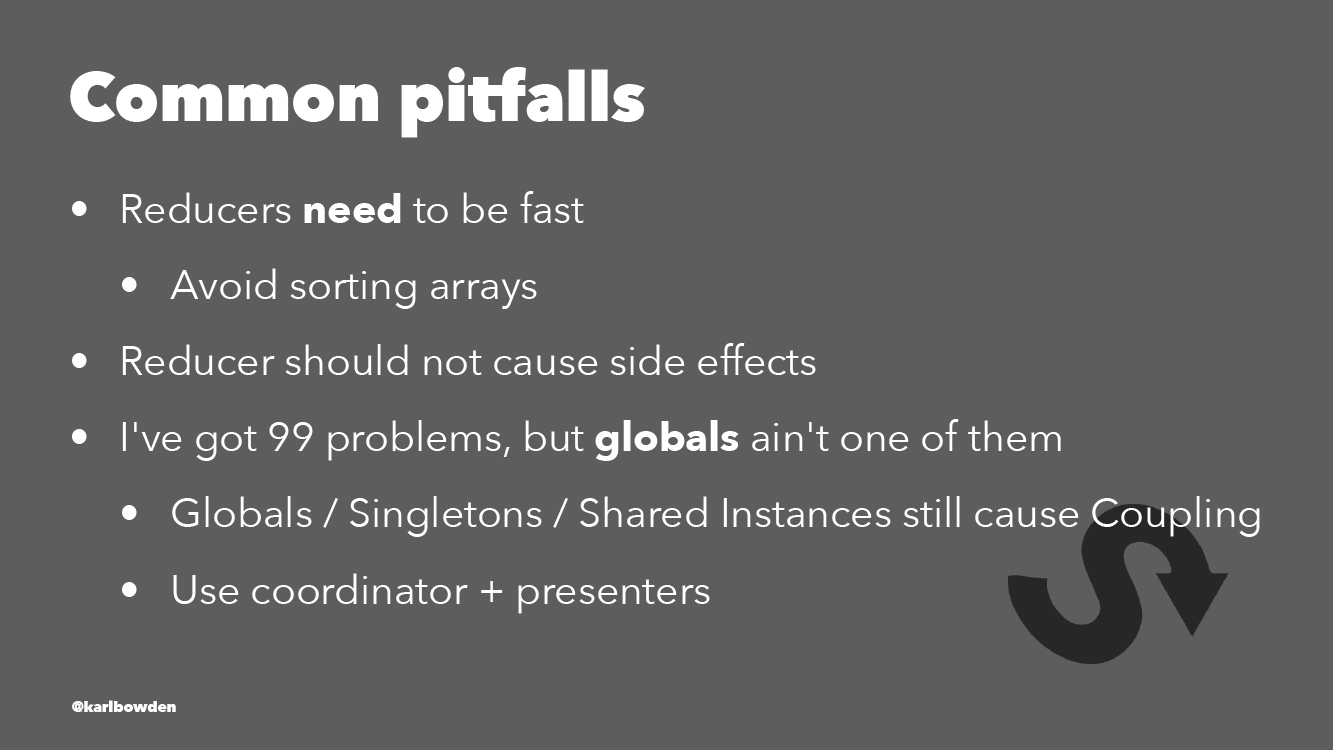 Common pitfalls
• Reducers need to be fast
• Avoid sorting arrays
• Reducer should not cause side effects
• I've got 99 problems, but globals ain't one of them
• Globals / Singletons / Shared Instances still cause Coupling
• Use coordinator + presenters
@karlbowden